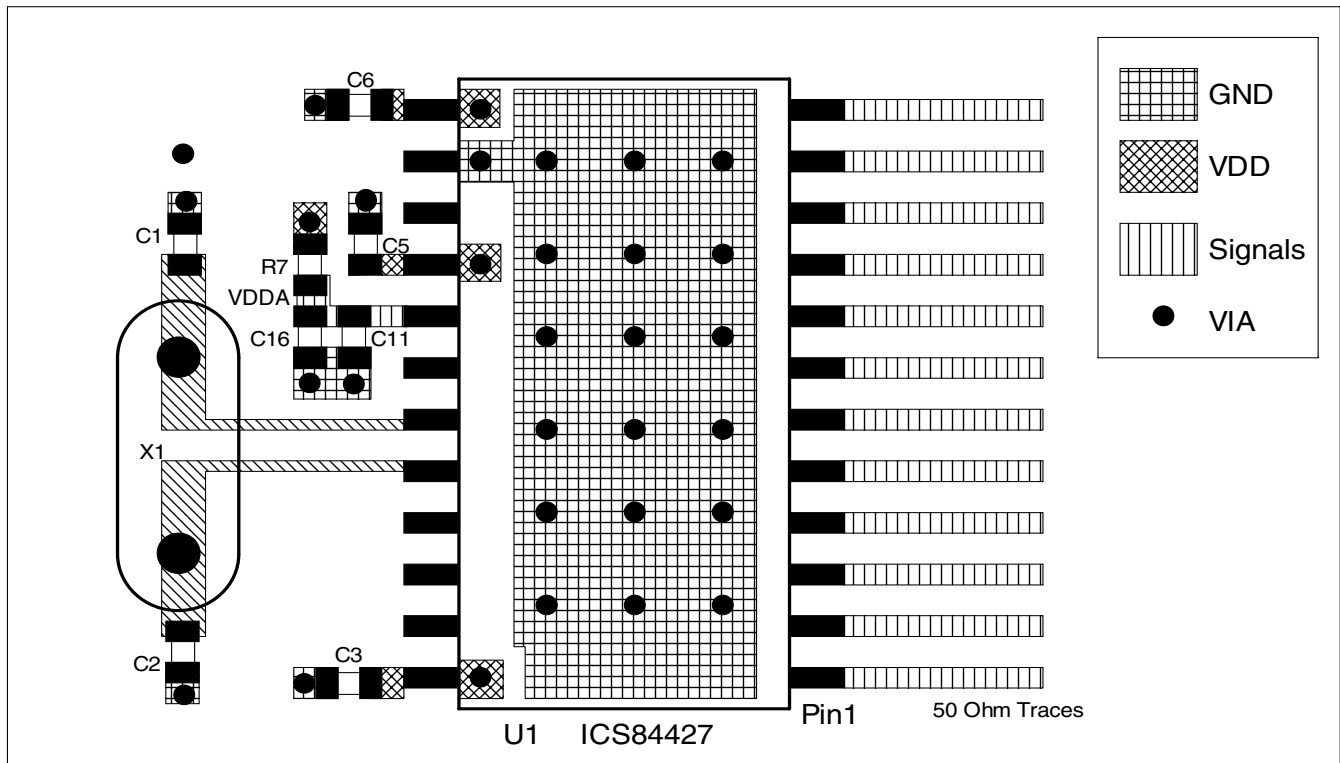 C6
GND
VDD
Signals
VIA
C1
C5
R7
VDDA
C16
C11
X1
C2
C3
Pin1
50 Ohm Traces
U1 ICS84427